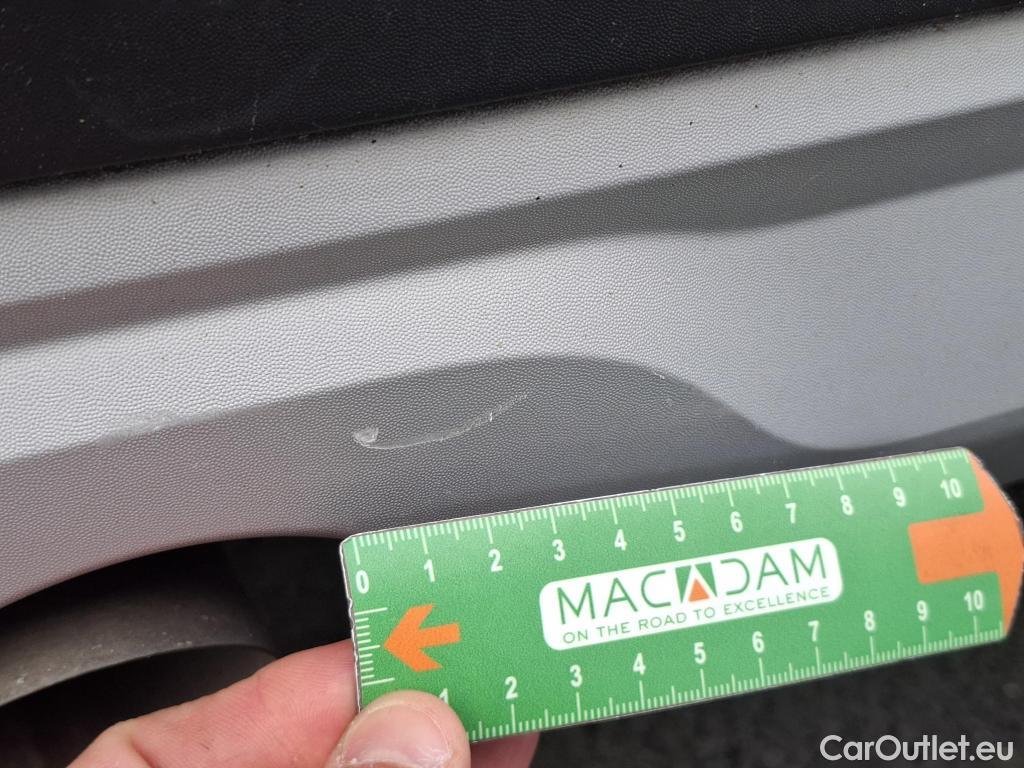 0 1 2 3 4 5 6 7 8 9 10
MACADAM
ON THE ROAD TO EXCELLENCE
1 2 3 4 5 6 7 8 9 10
CarOutlet.eu